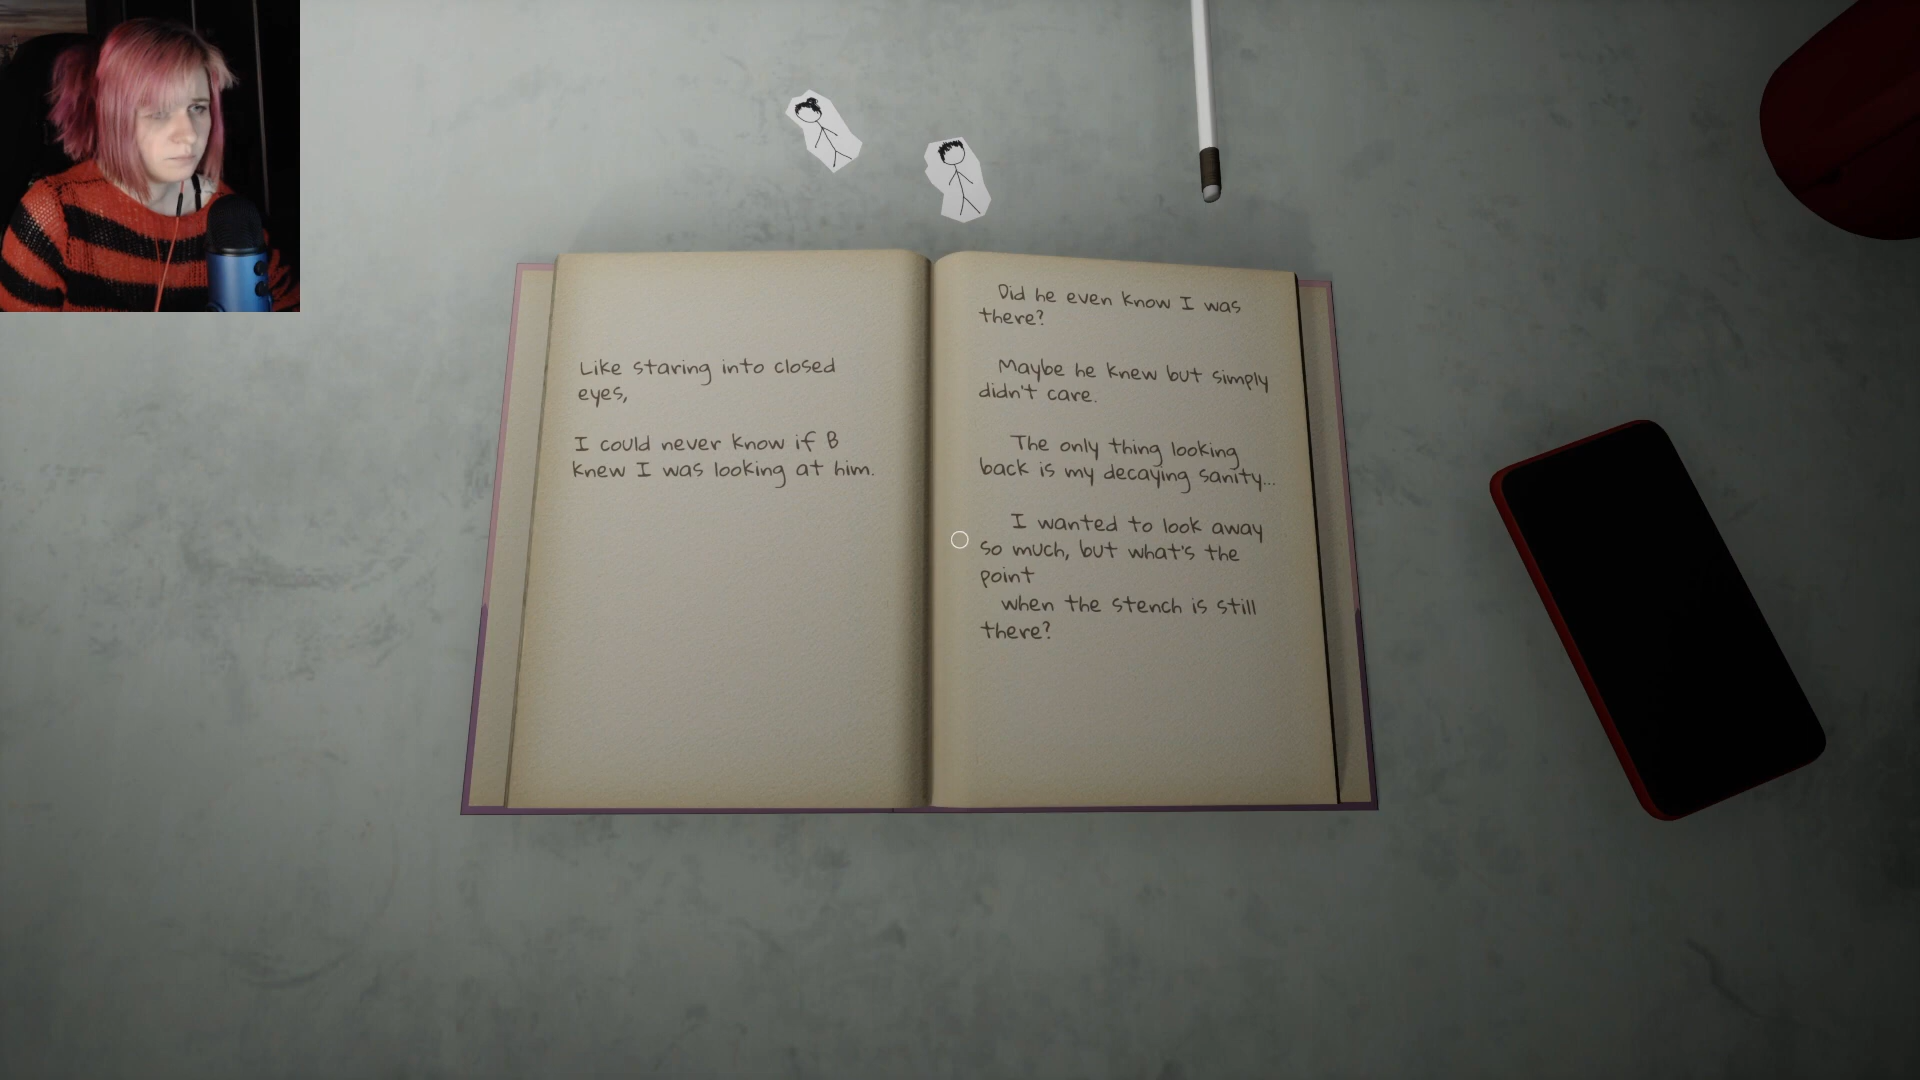 Like staring into closed
eyes,
I could never know if B
knew I was looking at him.
Did he even know I was
there?
Maybe he knew but simply
didn't care.
The only thing looking
back is my decaying sanity...
I wanted to look away
so much, but what's the
point
when the stench is still
there?